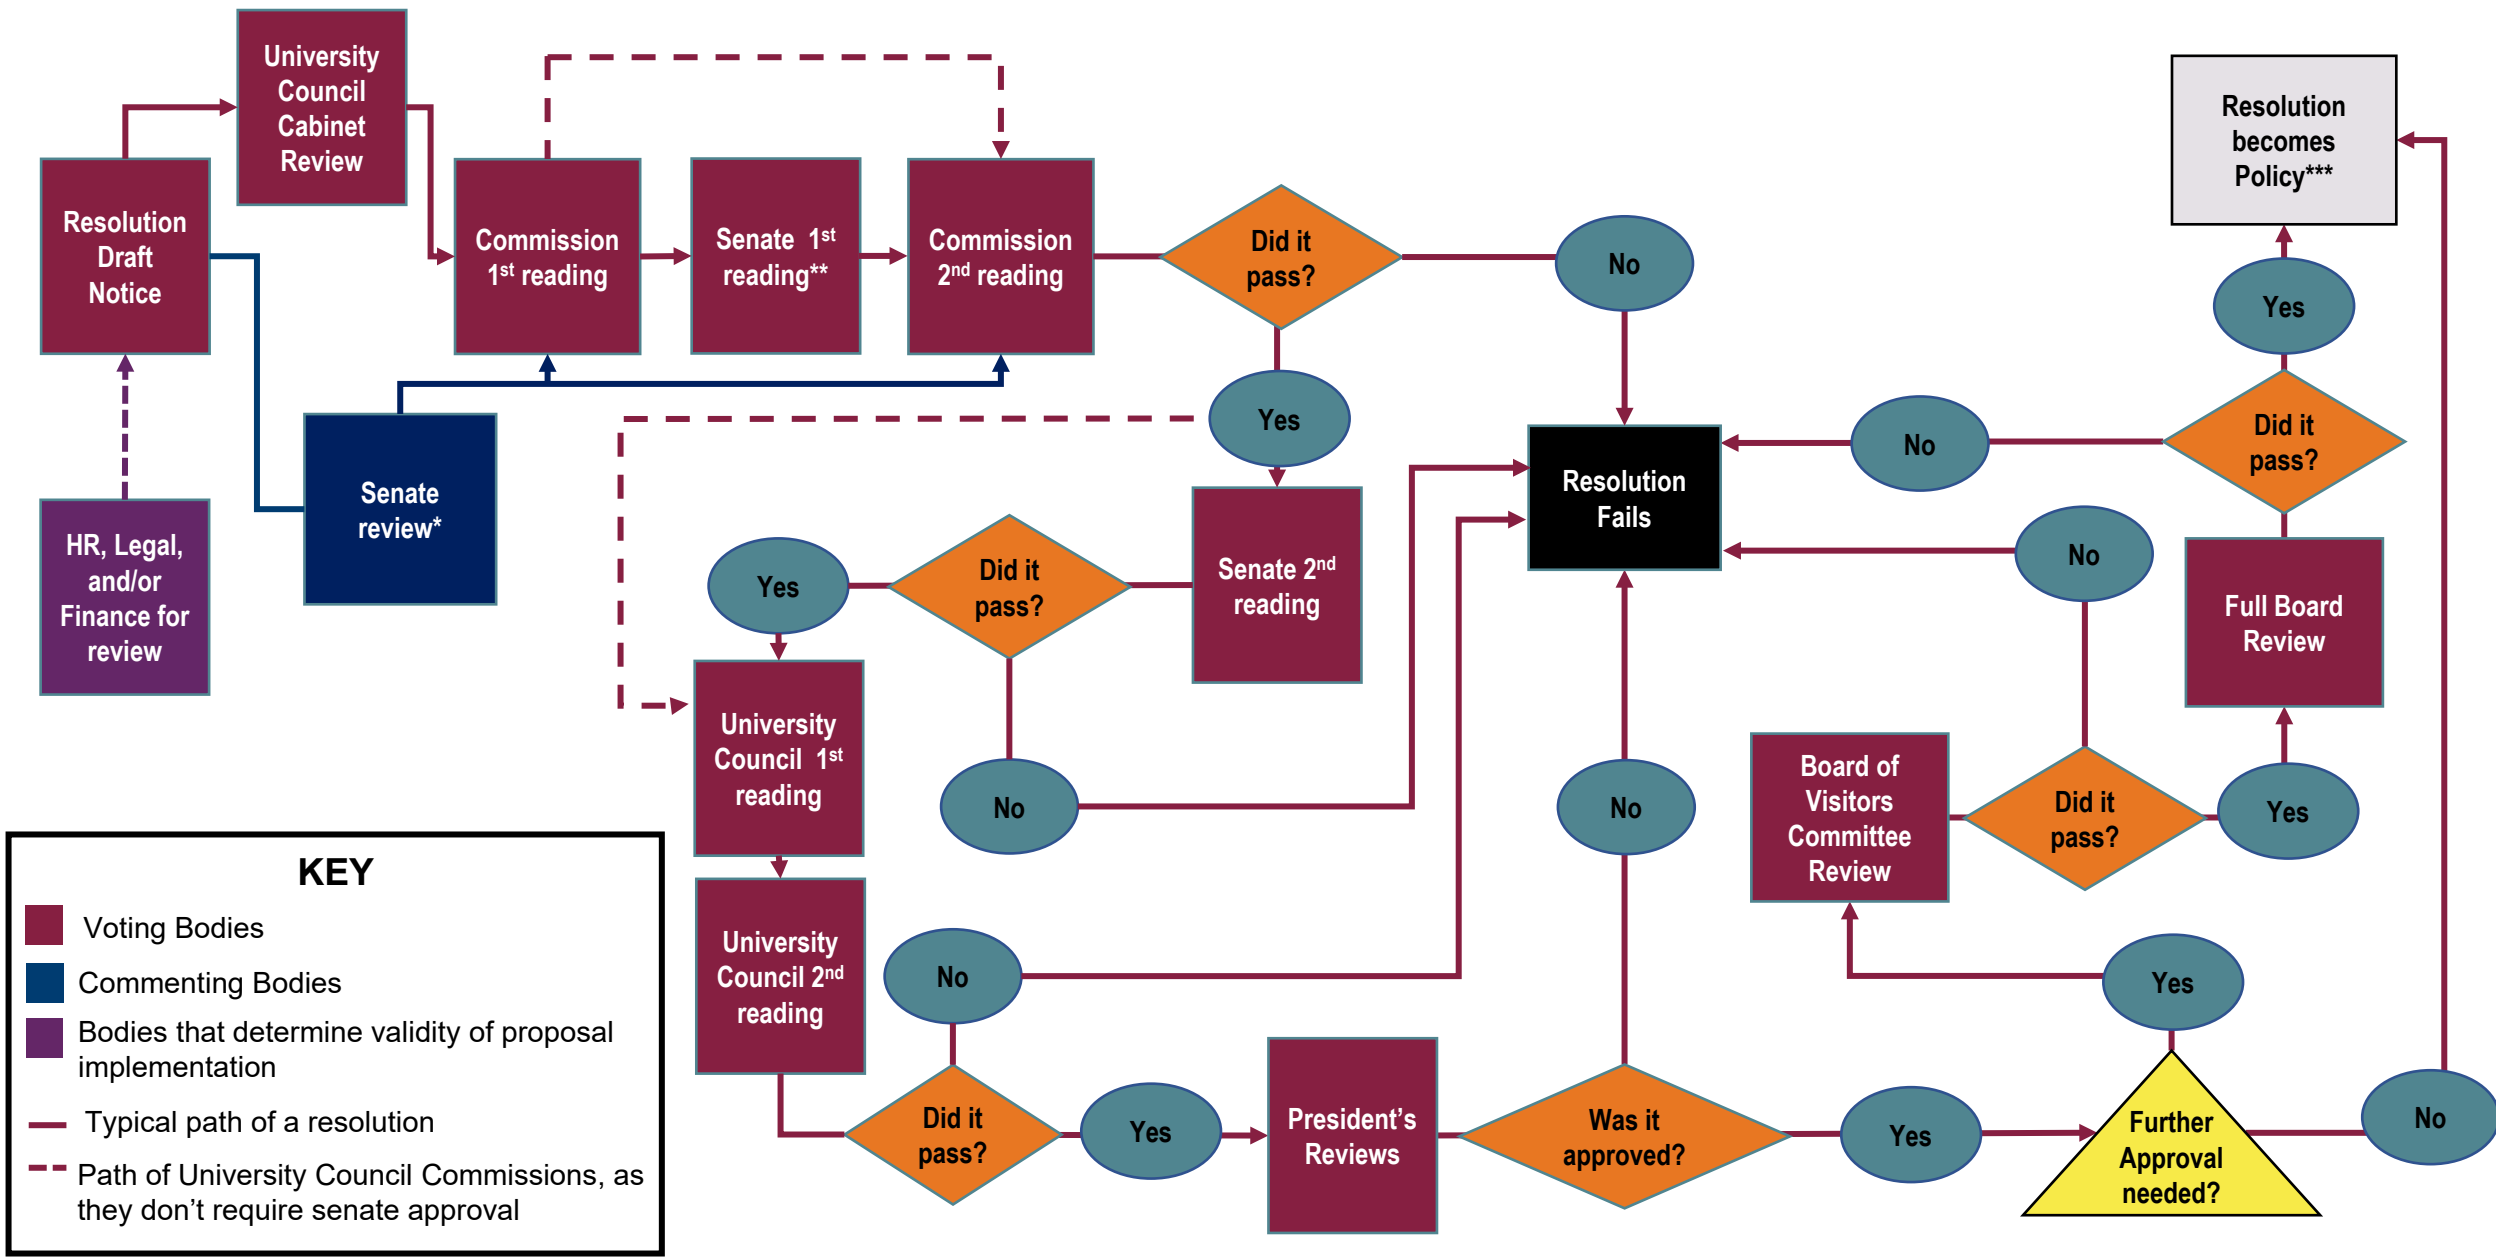 University
Council
Cabinet
Review
Resolution
Draft
Notice
Commission
1st reading
Senate 1st
reading**
Commission
2nd reading
Did it
pass?
No
Resolution
becomes
Policy***
Yes
Did it
pass?
No
Yes
Resolution
Fails
Senate
review*
HR, Legal,
and/or
Finance for
review
Senate 2nd
reading
Did it
pass?
Yes
No
Full Board
Review
University
Council 1st
reading
No
No
Board of
Visitors
Committee
Review
Did it
pass?
Yes
University
Council 2nd
reading
No
Yes
Did it
pass?
Yes
President's
Reviews
Was it
approved?
Yes
Further
Approval
needed?
No
KEY
Voting Bodies
Commenting Bodies
Bodies that determine validity of proposal
implementation
Typical path of a resolution
Path of University Council Commissions, as
they don't require senate approval